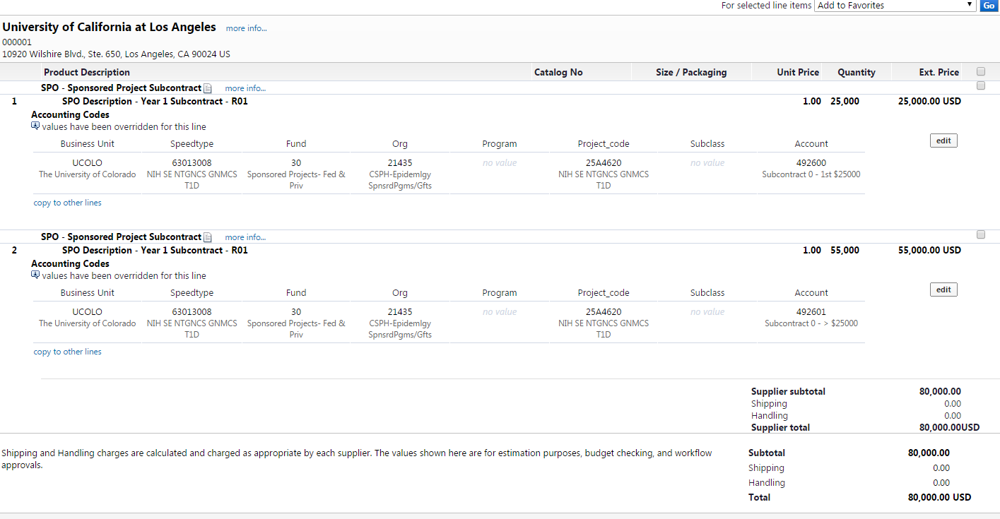 For selected line items Add to Favorites Go
University of California at Los Angeles more info...
000001
10920 Wilshire Blvd., Ste. 650, Los Angeles, CA 90024 US
Product Description Catalog No Size / Packaging Unit Price Quantity Ext. Price
SPO - Sponsored Project Subcontract more info...
1 SPO Description - Year 1 Subcontract - R01 1.00 25,000 25,000.00 USD
Accounting Codes
values have been overridden for this line
edit
Business Unit Speedtype Fund Org Program Project_code Subclass Account
UCOLO 63013008 30 21435 no value 25A4620 no value 492600
The University of Colorado NIH SE NTGNCS GNMCS Sponsored Projects- Fed & CSPH-Epidemlgy NIH SE NTGNCS GNMCS Subcontract 0 - 1st $25000
T1D Priv SpnsrdPgms/Gfts T1D
copy to other lines
SPO - Sponsored Project Subcontract more info...
2 SPO Description - Year 1 Subcontract - R01 1.00 55,000 55,000.00 USD
Accounting Codes
values have been overridden for this line
edit
Business Unit Speedtype Fund Org Program Project_code Subclass Account
UCOLO 63013008 30 21435 no value 25A4620 no value 492601
The University of Colorado NIH SE NTGNCS GNMCS Sponsored Projects- Fed & CSPH-Epidemlgy NIH SE NTGNCS GNMCS Subcontract 0 - > $25000
T1D Priv SpnsrdPgms/Gfts T1D
copy to other lines
Supplier subtotal 80,000.00
Shipping 0.00
Handling 0.00
Supplier total 80,000.00USD
Shipping and Handling charges are calculated and charged as appropriate by each supplier. The values shown here are for estimation purposes, budget checking, and workflow
approvals.
Subtotal 80,000.00
Shipping 0.00
Handling 0.00
Total 80,000.00 USD